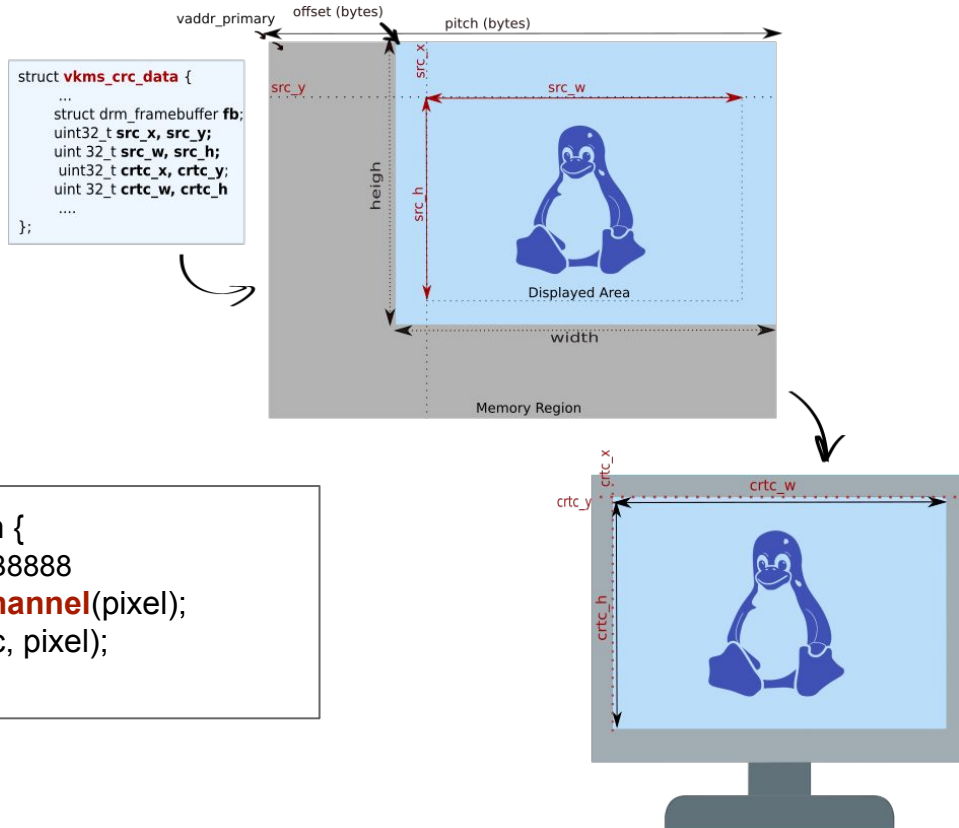 vaddr_primary
offset (bytes)
pitch (bytes)
struct vkms_crc_data {
...
struct drm_framebuffer fb;
uint32_t src_x, src_y;
uint 32_t src_w, src_h;
uint32_t crtc_x, crtc_y;
uint 32_t crtc_w, crtc_h
....
};
src_x
src_y
src_w
heigh
src_h
Displayed Area
width
Memory Region
{
8888
hannel(pixel);
c, pixel);
crtc_x
crtc_y
crtc_w
crtc_h